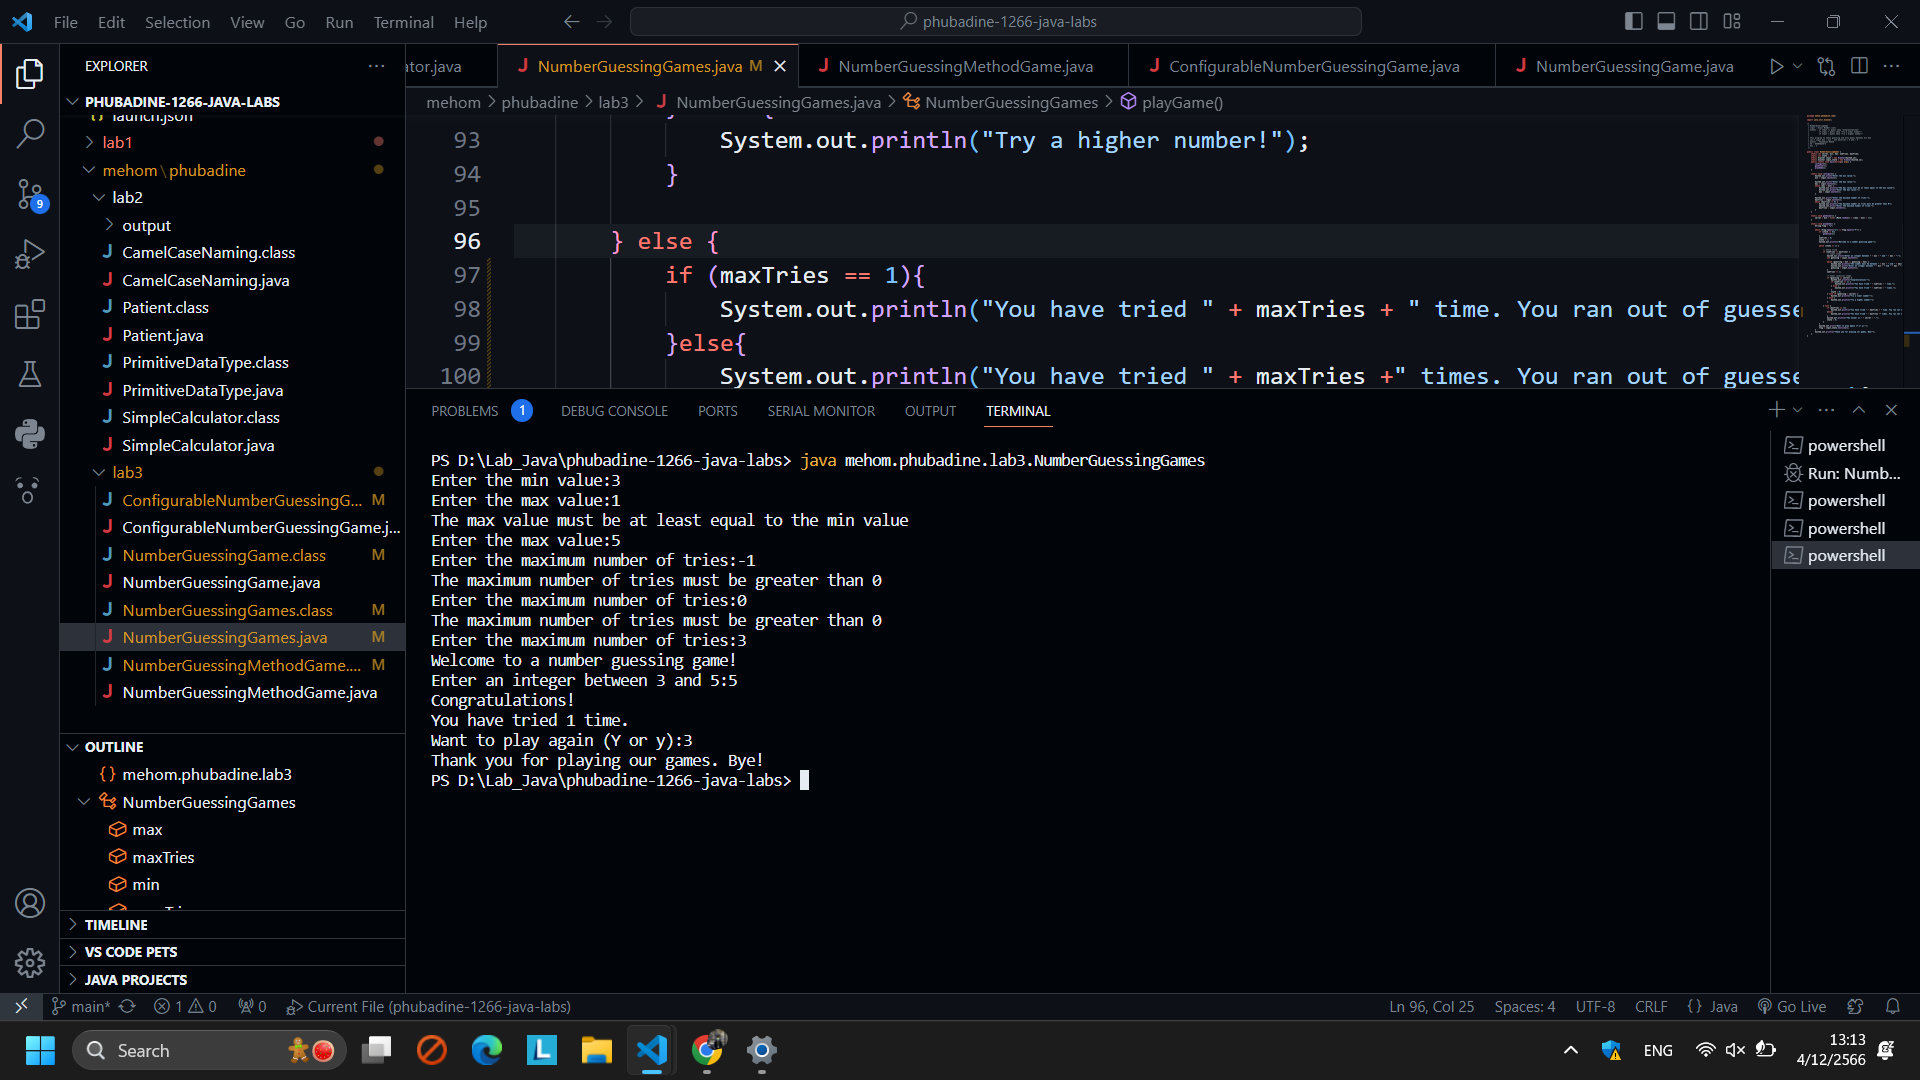 File Edit Selection View Go Run Terminal Help
phubadine-1266-java-labs
EXPLORER
PHUBADINE-1266-JAVA-LABS
launch.json
lab1
mehom\phubadine
lab2
output
CamelCaseNaming.class
CamelCaseNaming.java
Patient.class
Patient.java
PrimitiveDataType.class
PrimitiveDataType.java
SimpleCalculator.class
SimpleCalculator.java
lab3
ConfigurableNumberGuessingG... M
ConfigurableNumberGuessingGame.j...
NumberGuessingGame.class M
NumberGuessingGame.java
NumberGuessingGames.class M
NumberGuessingGames.java M
NumberGuessingMethodGame.... M
NumberGuessingMethodGame.java
OUTLINE
{} mehom.phubadine.lab3
NumberGuessingGames
max
maxTries
min
TIMELINE
VS CODE PETS
JAVA PROJECTS
9
ator.java
NumberGuessingGames.java M
NumberGuessingMethodGame.java
ConfigurableNumberGuessingGame.java
NumberGuessingGame.java
mehom > phubadine > lab3 > NumberGuessingGames.java > NumberGuessingGames > playGame()
93 System.out.println("Try a higher number!");
94 }
95
96 } else {
97 if (maxTries == 1){
98 System.out.println("You have tried " + maxTries + " time. You ran out of guesse
99 }else{
100 System.out.println("You have tried " + maxTries +" times. You ran out of guesse
PROBLEMS 1 DEBUG CONSOLE PORTS SERIAL MONITOR OUTPUT TERMINAL
PS D:\Lab_Java\phubadine-1266-java-labs> java mehom.phubadine.lab3.NumberGuessingGames
Enter the min value:3
Enter the max value:1
The max value must be at least equal to the min value
Enter the max value:5
Enter the maximum number of tries:-1
The maximum number of tries must be greater than 0
Enter the maximum number of tries:0
The maximum number of tries must be greater than 0
Enter the maximum number of tries:3
Welcome to a number guessing game!
Enter an integer between 3 and 5:5
Congratulations!
You have tried 1 time.
Want to play again (Y or y):3
Thank you for playing our games. Bye!
PS D:\Lab_Java\phubadine-1266-java-labs>
powershell
Run: Numb...
powershell
powershell
powershell
main* 1 0 0 Current File (phubadine-1266-java-labs)
Ln 96, Col 25 Spaces: 4 UTF-8 CRLF {} Java Go Live
Search
L
ENG
13:13
4/12/2566